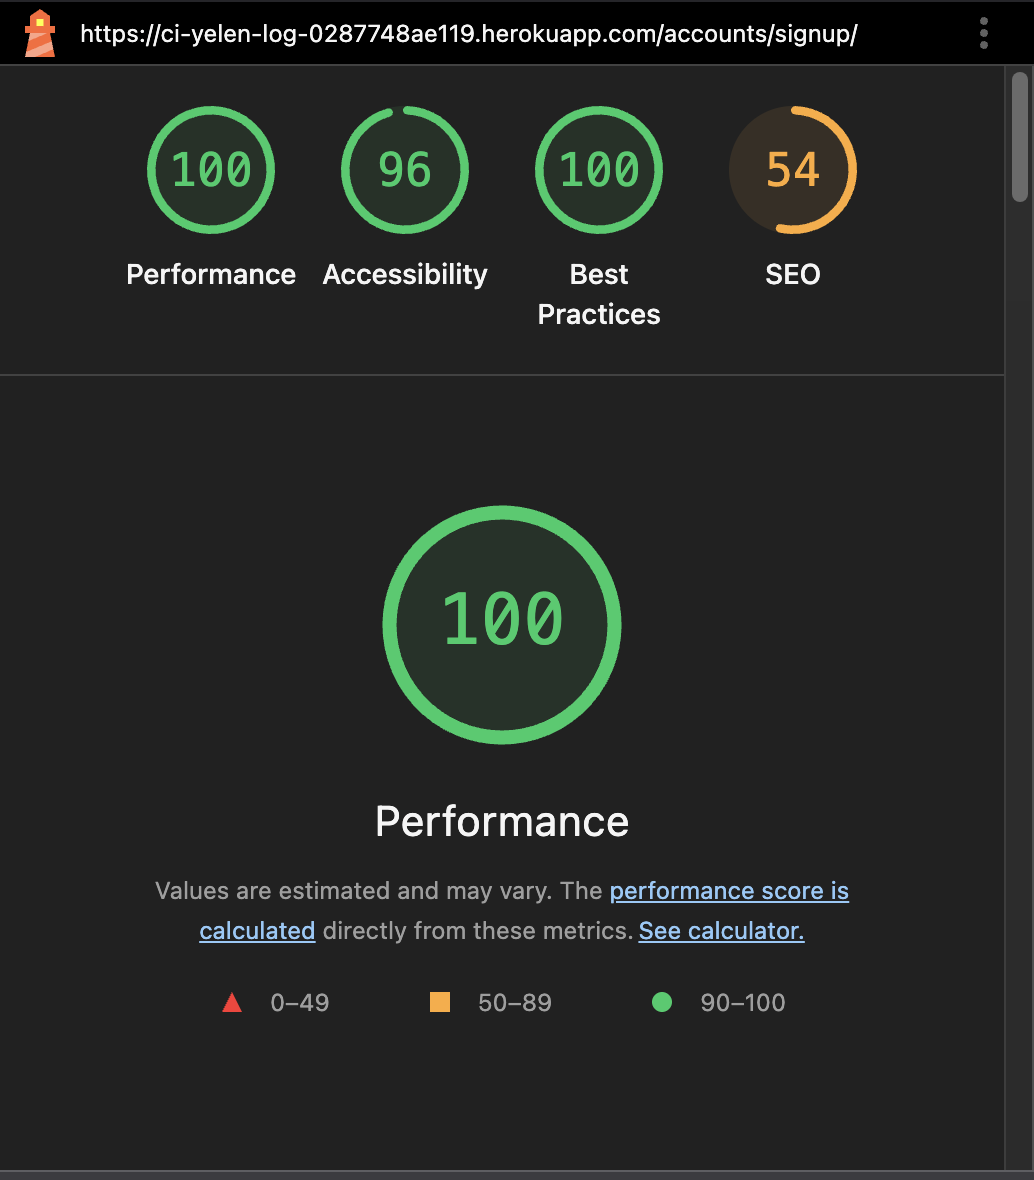 https://ci-yelen-log-0287748ae119.herokuapp.com/accounts/signup/
100
96
100
54
Performance
Accessibility
Best
Practices
SEO
100
Performance
Values are estimated and may vary. The performance score is
calculated directly from these metrics. See calculator.
0–49
50–89
90–100